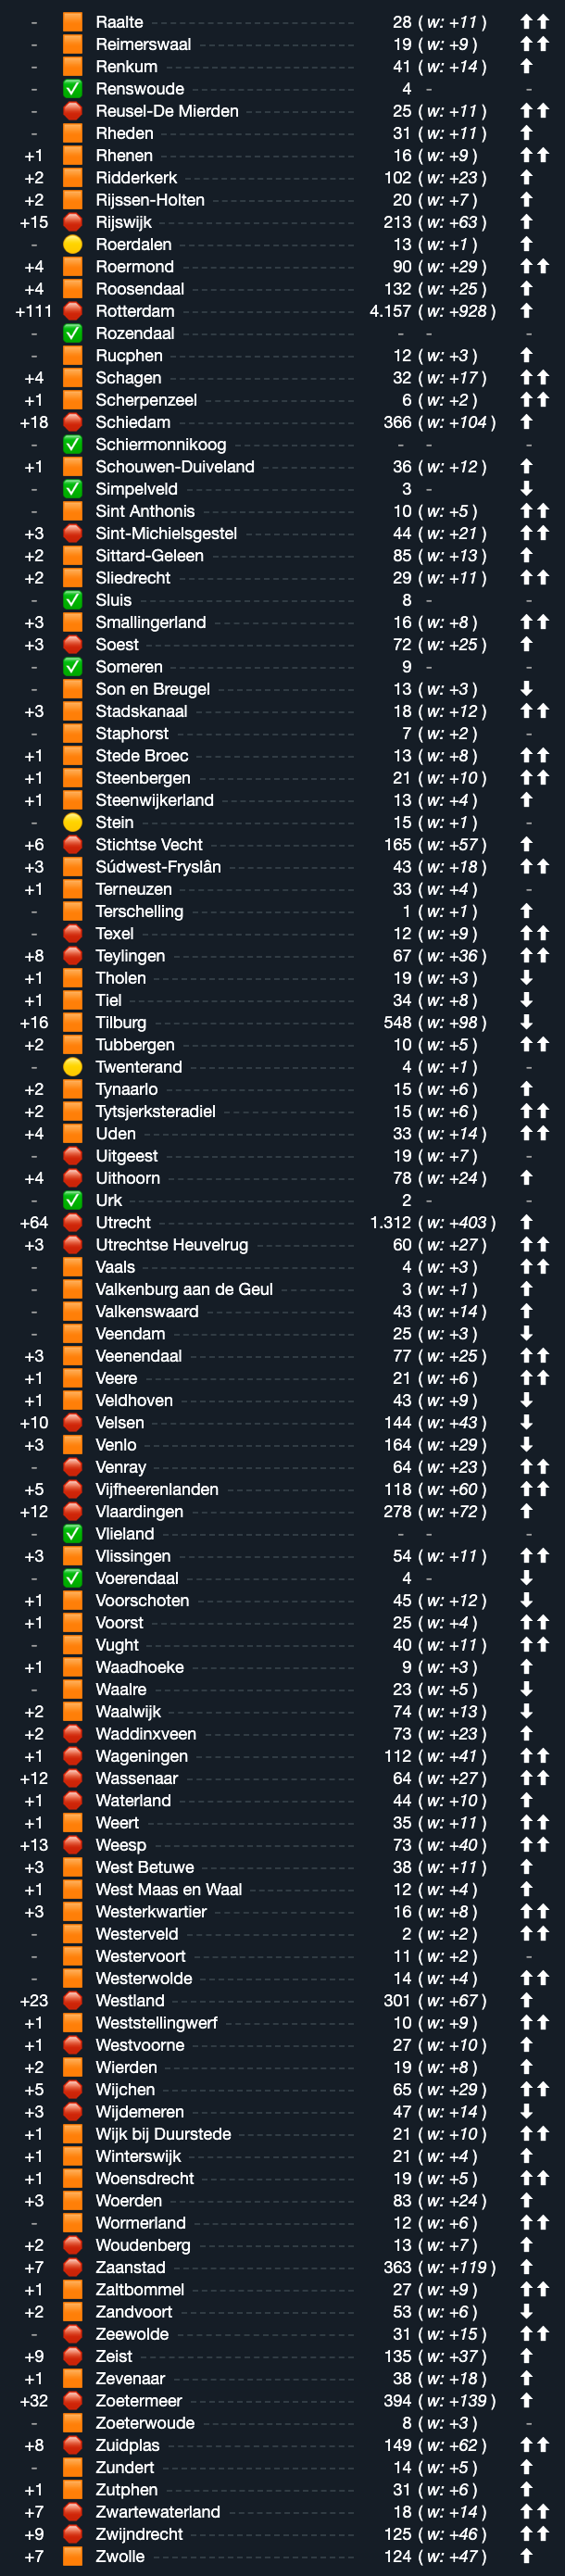 - 🟧 Raalte 28 ( w: +11 ) ⬆⬆
- 🟧 Reimerswaal 19 ( w: +9 ) ⬆⬆
- 🟧 Renkum 41 ( w: +14 ) ⬆
- ✅ Renswoude 4 - -
- 🛑 Reusel-De Mierden 25 ( w: +11 ) ⬆⬆
- 🟧 Rheden 31 ( w: +11 ) ⬆
+1 🟧 Rhenen 16 ( w: +9 ) ⬆⬆
+2 🟧 Ridderkerk 102 ( w: +23 ) ⬆
+2 🟧 Rijssen-Holten 20 ( w: +7 ) ⬆
+15 🛑 Rijswijk 213 ( w: +63 ) ⬆
- 🟡 Roerdalen 13 ( w: +1 ) ⬆
+4 🟧 Roermond 90 ( w: +29 ) ⬆⬆
+4 🟧 Roosendaal 132 ( w: +25 ) ⬆
+111 🛑 Rotterdam 4.157 ( w: +928 ) ⬆
- ✅ Rozendaal - - -
- 🟧 Rucphen 12 ( w: +3 ) ⬆
+4 🟧 Schagen 32 ( w: +17 ) ⬆⬆
+1 🟧 Scherpenzeel 6 ( w: +2 ) ⬆⬆
+18 🛑 Schiedam 366 ( w: +104 ) ⬆
- ✅ Schiermonnikoog - - -
+1 🟧 Schouwen-Duiveland 36 ( w: +12 ) ⬆
- ✅ Simpelveld 3 - ⬇
- 🟧 Sint Anthonis 10 ( w: +5 ) ⬆⬆
+3 🛑 Sint-Michielsgestel 44 ( w: +21 ) ⬆⬆
+2 🟧 Sittard-Geleen 85 ( w: +13 ) ⬆
+2 🟧 Sliedrecht 29 ( w: +11 ) ⬆⬆
- ✅ Sluis 8 - -
+3 🟧 Smallingerland 16 ( w: +8 ) ⬆⬆
+3 🛑 Soest 72 ( w: +25 ) ⬆
- ✅ Someren 9 - -
- 🟧 Son en Breugel 13 ( w: +3 ) ⬇
+3 🟧 Stadskanaal 18 ( w: +12 ) ⬆⬆
- 🟧 Staphorst 7 ( w: +2 ) -
+1 🟧 Stede Broec 13 ( w: +8 ) ⬆⬆
+1 🟧 Steenbergen 21 ( w: +10 ) ⬆⬆
+1 🟧 Steenwijkerland 13 ( w: +4 ) ⬆
- 🟡 Stein 15 ( w: +1 ) -
+6 🛑 Stichtse Vecht 165 ( w: +57 ) ⬆
+3 🟧 Súdwest-Fryslân 43 ( w: +18 ) ⬆⬆
+1 🟧 Terneuzen 33 ( w: +4 ) -
- 🟧 Terschelling 1 ( w: +1 ) ⬆
- 🛑 Texel 12 ( w: +9 ) ⬆⬆
+8 🛑 Teylingen 67 ( w: +36 ) ⬆⬆
+1 🟧 Tholen 19 ( w: +3 ) ⬇
+1 🟧 Tiel 34 ( w: +8 ) ⬇
+16 🟧 Tilburg 548 ( w: +98 ) ⬇
+2 🟧 Tubbergen 10 ( w: +5 ) ⬆⬆
- 🟡 Twenterand 4 ( w: +1 ) -
+2 🟧 Tynaarlo 15 ( w: +6 ) ⬆
+2 🟧 Tytsjerksteradiel 15 ( w: +6 ) ⬆⬆
+4 🟧 Uden 33 ( w: +14 ) ⬆⬆
- 🛑 Uitgeest 19 ( w: +7 ) -
+4 🛑 Uithoorn 78 ( w: +24 ) ⬆
- ✅ Urk 2 - -
+64 🛑 Utrecht 1.312 ( w: +403 ) ⬆
+3 🛑 Utrechtse Heuvelrug 60 ( w: +27 ) ⬆⬆
- 🟧 Vaals 4 ( w: +3 ) ⬆⬆
- 🟧 Valkenburg aan de Geul 3 ( w: +1 ) ⬆
- 🟧 Valkenswaard 43 ( w: +14 ) ⬆
- 🟧 Veendam 25 ( w: +3 ) ⬇
+3 🟧 Veenendaal 77 ( w: +25 ) ⬆⬆
+1 🟧 Veere 21 ( w: +6 ) ⬆⬆
+1 🟧 Veldhoven 43 ( w: +9 ) ⬇
+10 🛑 Velsen 144 ( w: +43 ) ⬇
+3 🟧 Venlo 164 ( w: +29 ) ⬇
- 🛑 Venray 64 ( w: +23 ) ⬆⬆
+5 🛑 Vijfheerenlanden 118 ( w: +60 ) ⬆⬆
+12 🛑 Vlaardingen 278 ( w: +72 ) ⬆
- ✅ Vlieland - - -
+3 🟧 Vlissingen 54 ( w: +11 ) ⬆⬆
- ✅ Voerendaal 4 - ⬇
+1 🟧 Voorschoten 45 ( w: +12 ) ⬇
+1 🟧 Voorst 25 ( w: +4 ) ⬆⬆
- 🟧 Vught 40 ( w: +11 ) ⬆⬆
+1 🟧 Waadhoeke 9 ( w: +3 ) ⬆
- 🟧 Waalre 23 ( w: +5 ) ⬇
+2 🟧 Waalwijk 74 ( w: +13 ) ⬇
+2 🛑 Waddinxveen 73 ( w: +23 ) ⬆
+1 🛑 Wageningen 112 ( w: +41 ) ⬆⬆
+12 🛑 Wassenaar 64 ( w: +27 ) ⬆⬆
+1 🛑 Waterland 44 ( w: +10 ) ⬆
+1 🟧 Weert 35 ( w: +11 ) ⬆⬆
+13 🛑 Weesp 73 ( w: +40 ) ⬆⬆
+3 🟧 West Betuwe 38 ( w: +11 ) ⬆
+1 🟧 West Maas en Waal 12 ( w: +4 ) ⬆
+3 🟧 Westerkwartier 16 ( w: +8 ) ⬆⬆
- 🟧 Westerveld 2 ( w: +2 ) ⬆⬆
- 🟧 Westervoort 11 ( w: +2 ) -
- 🟧 Westerwolde 14 ( w: +4 ) ⬆⬆
+23 🛑 Westland 301 ( w: +67 ) ⬆
+1 🟧 Weststellingwerf 10 ( w: +9 ) ⬆⬆
+1 🛑 Westvoorne 27 ( w: +10 ) ⬆
+2 🟧 Wierden 19 ( w: +8 ) ⬆
+5 🛑 Wijchen 65 ( w: +29 ) ⬆⬆
+3 🛑 Wijdemeren 47 ( w: +14 ) ⬇
+1 🟧 Wijk bij Duurstede 21 ( w: +10 ) ⬆⬆
+1 🟧 Winterswijk 21 ( w: +4 ) ⬆
+1 🟧 Woensdrecht 19 ( w: +5 ) ⬆⬆
+3 🟧 Woerden 83 ( w: +24 ) ⬆
- 🟧 Wormerland 12 ( w: +6 ) ⬆⬆
+2 🛑 Woudenberg 13 ( w: +7 ) ⬆
+7 🛑 Zaanstad 363 ( w: +119 ) ⬆
+1 🟧 Zaltbommel 27 ( w: +9 ) ⬆⬆
+2 🟧 Zandvoort 53 ( w: +6 ) ⬇
- 🛑 Zeewolde 31 ( w: +15 ) ⬆⬆
+9 🛑 Zeist 135 ( w: +37 ) ⬆
+1 🟧 Zevenaar 38 ( w: +18 ) ⬆
+32 🛑 Zoetermeer 394 ( w: +139 ) ⬆
- 🟧 Zoeterwoude 8 ( w: +3 ) -
+8 🛑 Zuidplas 149 ( w: +62 ) ⬆⬆
- 🟧 Zundert 14 ( w: +5 ) ⬆
+1 🟧 Zutphen 31 ( w: +6 ) ⬆
+7 🛑 Zwartewaterland 18 ( w: +14 ) ⬆⬆
+9 🛑 Zwijndrecht 125 ( w: +46 ) ⬆⬆
+7 🟧 Zwolle 124 ( w: +47 ) ⬆